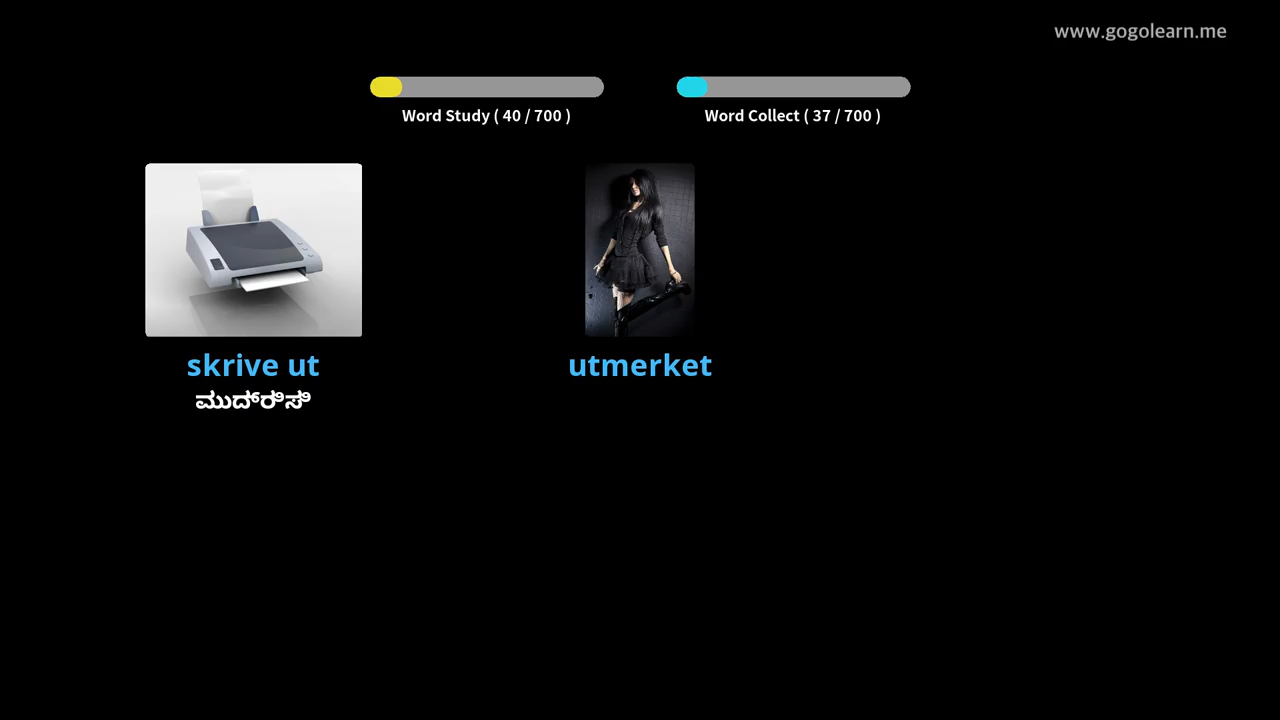 www.gogolearn.me
Word Study ( 40 / 700 )
Word Collect ( 37 / 700 )
skrive ut
utmerket
ಮುದ್ರಿಸಿ